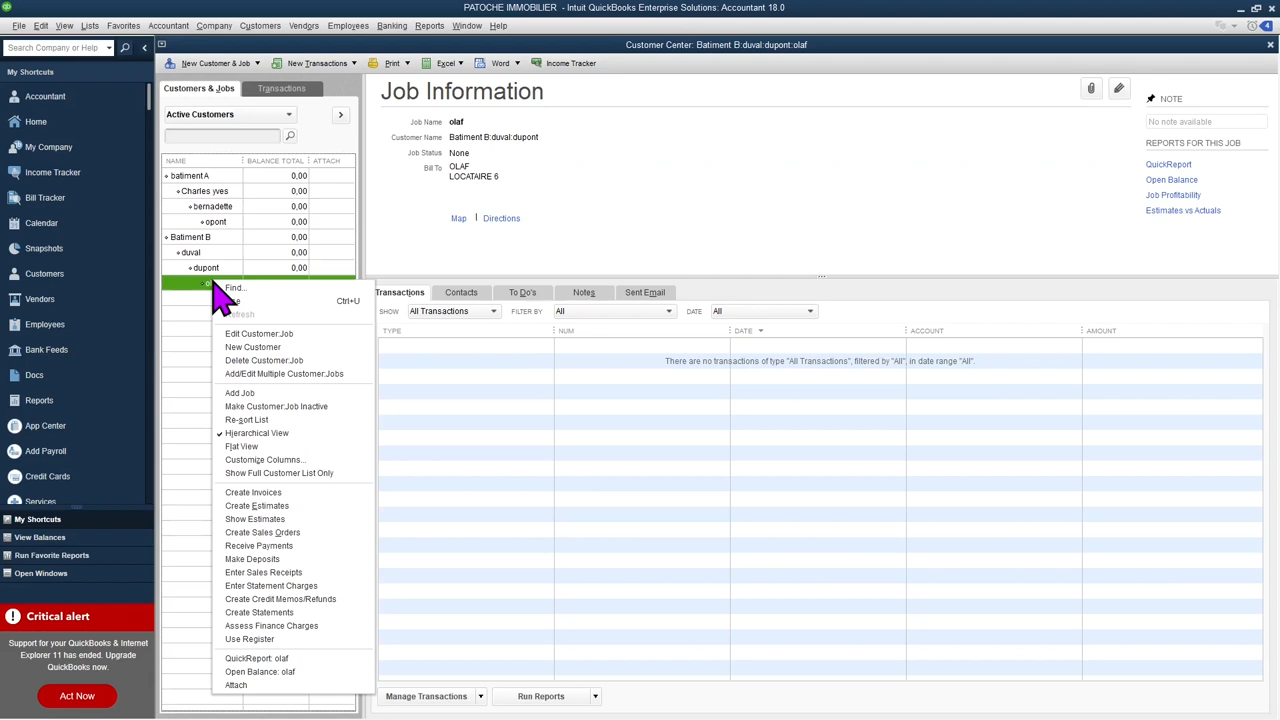 PATOCHE IMMOBILIER - Intuit QuickBooks Enterprise Solutions: Accountant 18.0
File Edit View Lists Favorites Accountant Company Customers Vendors Employees Banking Reports Window Help
4
Search Company or Help
Customer Center: Batiment B:duval:dupont:olaf
New Customer & Job New Transactions Print Excel Word Income Tracker
My Shortcuts
Accountant
Home
My Company
Income Tracker
Bill Tracker
Calendar
Snapshots
Customers
Vendors
Employees
Bank Feeds
Docs
Reports
App Center
Add Payroll
Credit Cards
Services
My Shortcuts
View Balances
Run Favorite Reports
Open Windows
Critical alert
Support for your QuickBooks & Internet
Explorer 11 has ended. Upgrade
QuickBooks now.
Act Now
Customers & Jobs Transactions
Active Customers
NAME BALANCE TOTAL ATTACH
batiment A 0,00
Charles yves 0,00
bernadette 0,00
opont 0,00
Batiment B 0,00
duval 0,00
dupont 0,00
Find...
Ctrl+U
Edit Customer:Job
New Customer
Delete Customer:Job
Add/Edit Multiple Customer:Jobs
Add Job
Make Customer:Job Inactive
Re-sort List
Hierarchical View
Flat View
Customize Columns...
Show Full Customer List Only
Create Invoices
Create Estimates
Show Estimates
Create Sales Orders
Receive Payments
Make Deposits
Enter Sales Receipts
Enter Statement Charges
Create Credit Memos/Refunds
Create Statements
Assess Finance Charges
Use Register
QuickReport: olaf
Open Balance: olaf
Attach
Job Information
Job Name olaf
Customer Name Batiment B:duval:dupont
Job Status None
Bill To OLAF
LOCATAIRE 6
Map | Directions
NOTE
No note available
REPORTS FOR THIS JOB
QuickReport
Open Balance
Job Profitability
Estimates vs Actuals
Transactions Contacts To Do's Notes Sent Email
SHOW All Transactions FILTER BY All DATE All
TYPE NUM DATE ACCOUNT AMOUNT
There are no transactions of type "All Transactions", filtered by "All", in date range "All".
Manage Transactions Run Reports